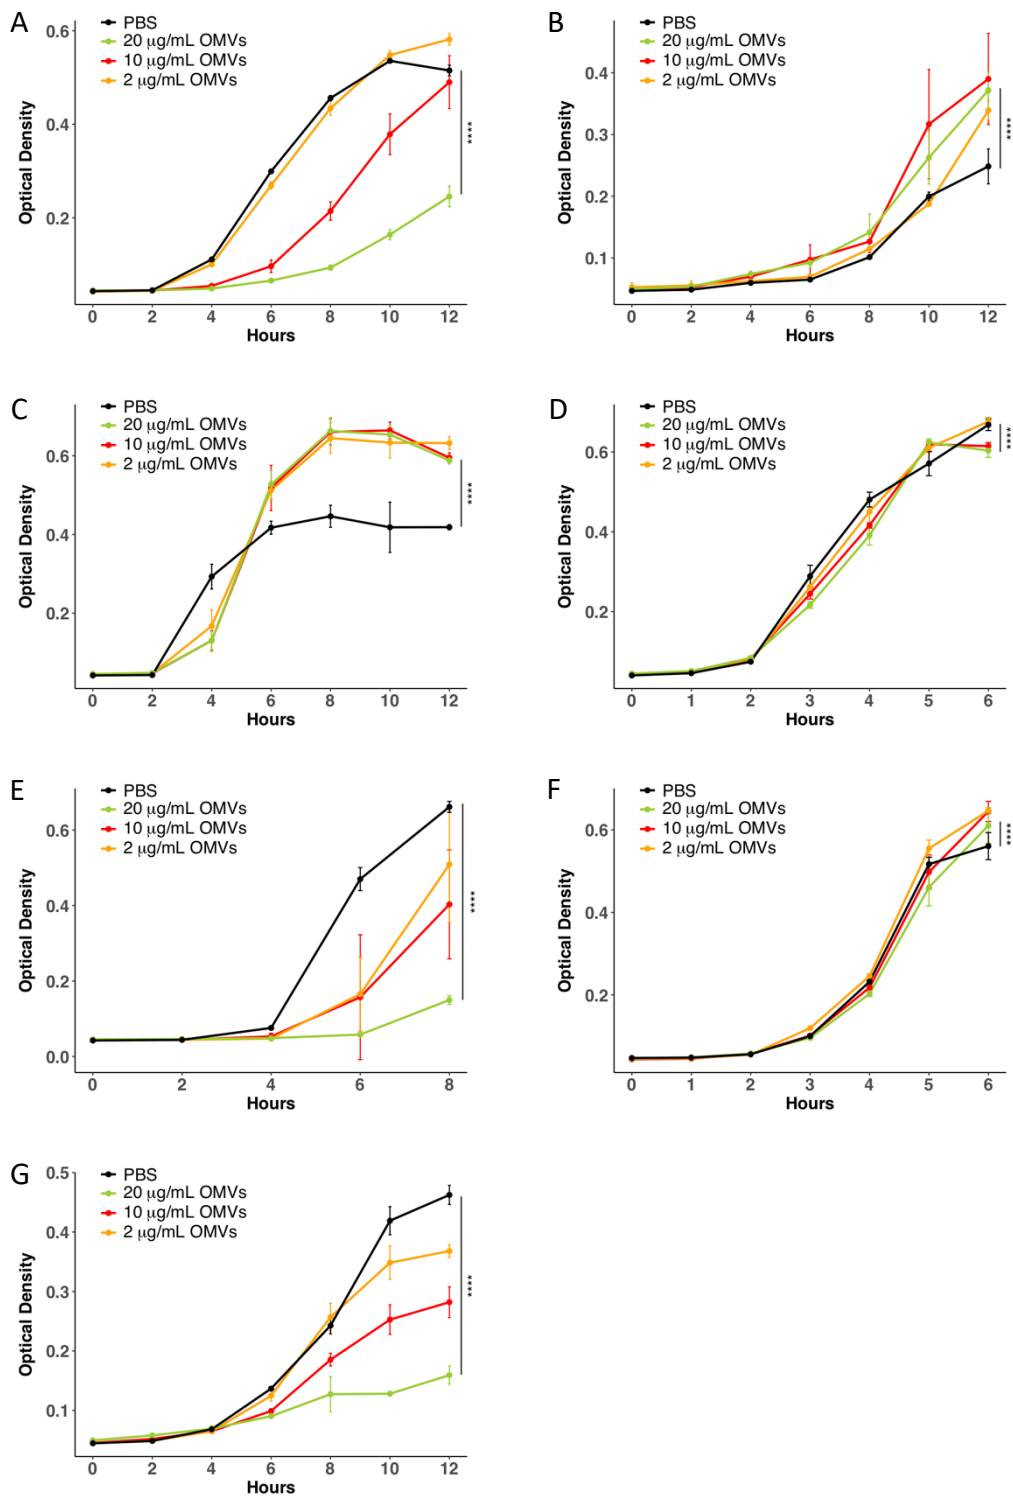 A
PBS
20 µg/mL OMVs
10 µg/mL OMVs
2 µg/mL OMVs
Optical Density
0.6
0.4
0.2
****
0 2 4 6 8 10 12
Hours
B
PBS
20 µg/mL OMVs
10 µg/mL OMVs
2 µg/mL OMVs
Optical Density
0.4
0.3
0.2
0.1
****
0 2 4 6 8 10 12
Hours
C
PBS
20 µg/mL OMVs
10 µg/mL OMVs
2 µg/mL OMVs
Optical Density
0.6
0.4
0.2
****
0 2 4 6 8 10 12
Hours
D
PBS
20 µg/mL OMVs
10 µg/mL OMVs
2 µg/mL OMVs
Optical Density
0.6
0.4
0.2
****
0 1 2 3 4 5 6
Hours
E
PBS
20 µg/mL OMVs
10 µg/mL OMVs
2 µg/mL OMVs
Optical Density
0.6
0.4
0.2
0.0
****
0 2 4 6 8
Hours
F
PBS
20 µg/mL OMVs
10 µg/mL OMVs
2 µg/mL OMVs
Optical Density
0.6
0.4
0.2
****
0 1 2 3 4 5 6
Hours
G
PBS
20 µg/mL OMVs
10 µg/mL OMVs
2 µg/mL OMVs
Optical Density
0.5
0.4
0.3
0.2
0.1
****
0 2 4 6 8 10 12
Hours